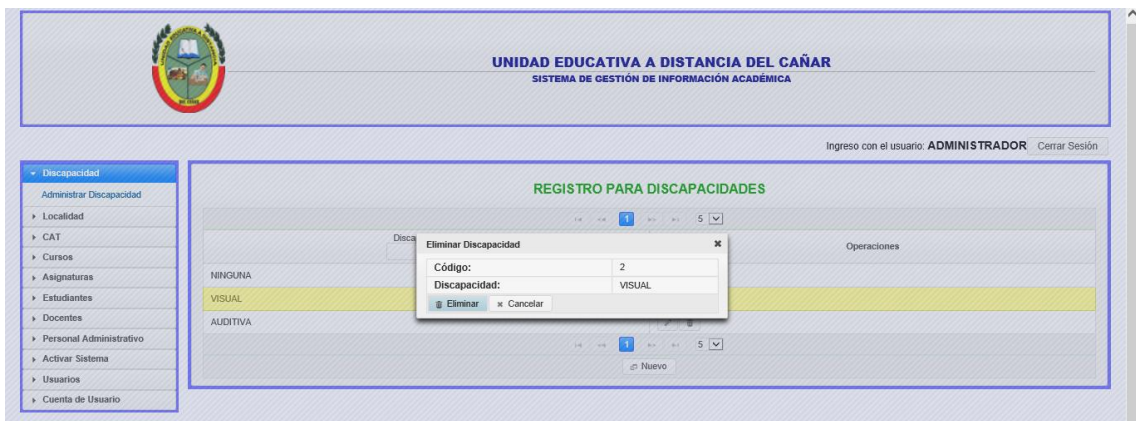 UNIDAD EDUCATIVA A DISTANCIA DEL CAÑAR
SISTEMA DE GESTIÓN DE INFORMACIÓN ACADÉMICA
Ingreso con el usuario: ADMINISTRADOR Cerrar Sesión
Discapacidad
Administrar Discapacidad
Localidad
CAT
Cursos
Asignaturas
Estudiantes
Docentes
Personal Administrativo
Activar Sistema
Usuarios
Cuenta de Usuario
REGISTRO PARA DISCAPACIDADES
1 5
Disca Operaciones
NINGUNA
VISUAL
AUDITIVA
Eliminar Discapacidad
Código: 2
Discapacidad: VISUAL
Eliminar Cancelar
1 5
Nuevo